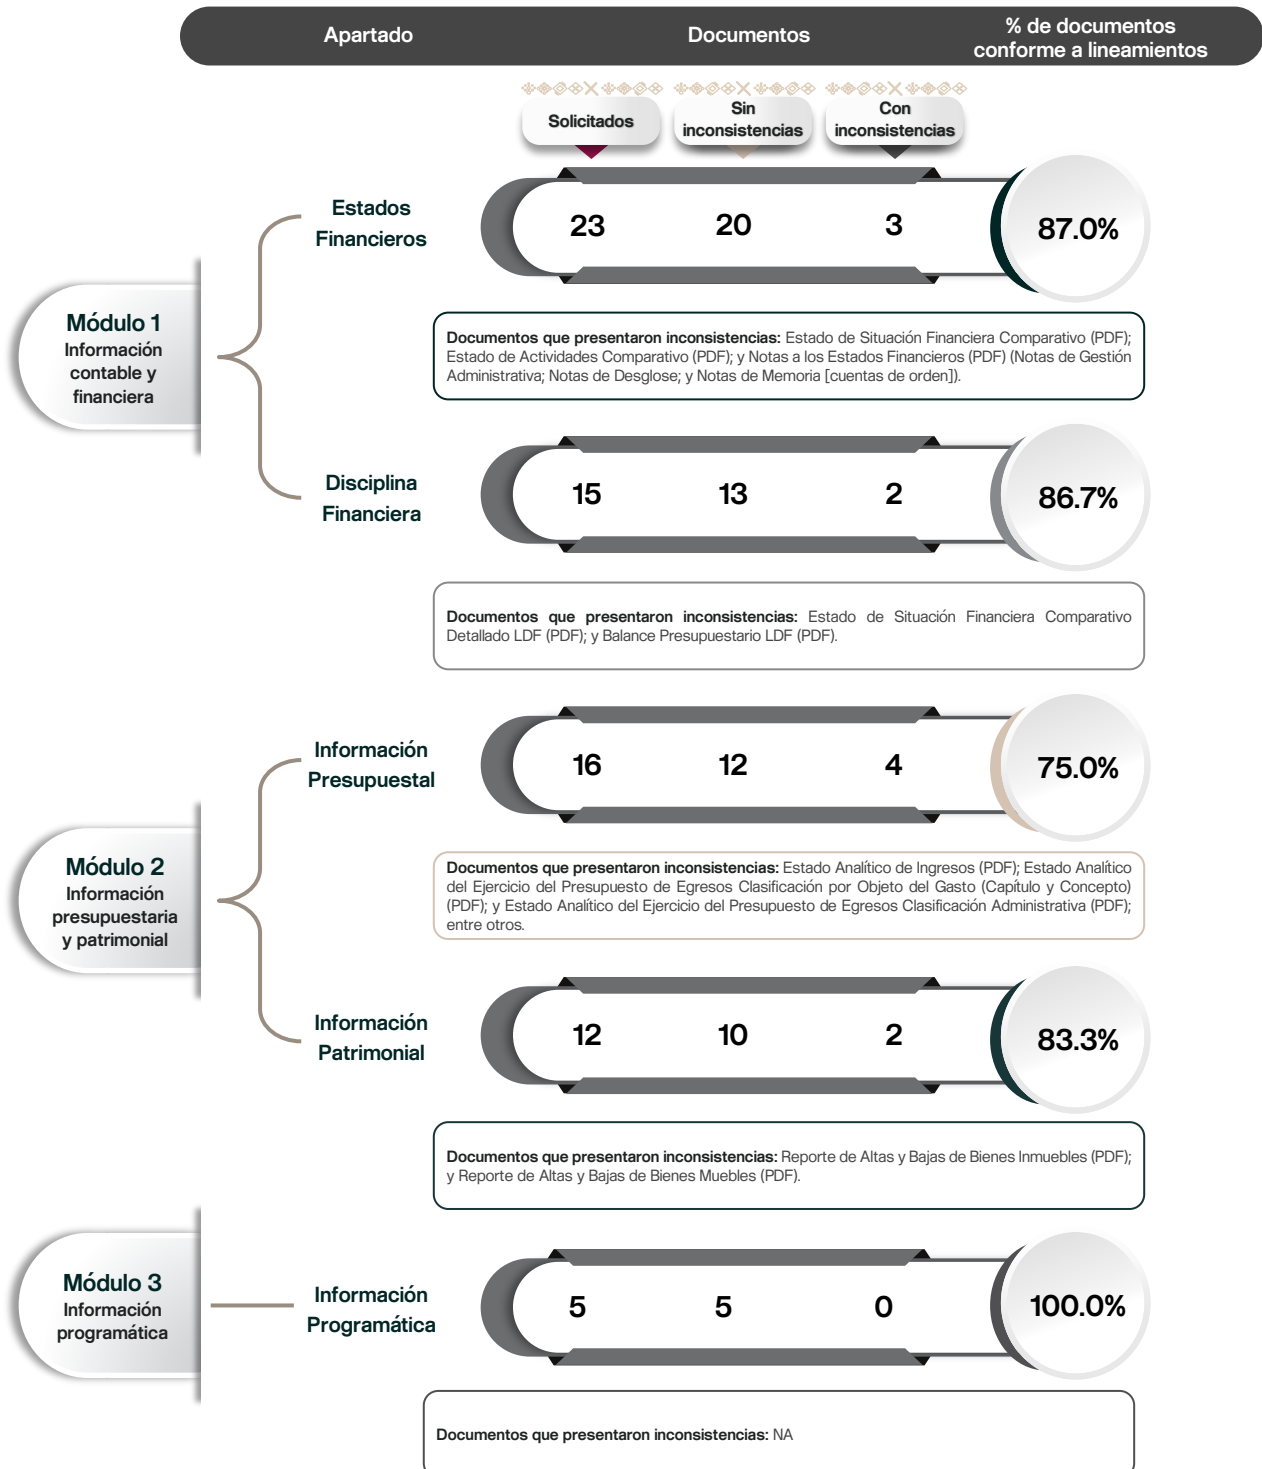 Apartado
Documentos
% de documentos
conforme a lineamientos
Solicitados
Sin
inconsistencias
Con
inconsistencias
Módulo 1
Información
contable y
financiera
Estados
Financieros
23
20
3
87.0%
Documentos que presentaron inconsistencias: Estado de Situación Financiera Comparativo (PDF);
Estado de Actividades Comparativo (PDF); y Notas a los Estados Financieros (PDF) (Notas de Gestión
Administrativa; Notas de Desglose; y Notas de Memoria [cuentas de orden]).
Disciplina
Financiera
15
13
2
86.7%
Documentos que presentaron inconsistencias: Estado de Situación Financiera Comparativo
Detallado LDF (PDF); y Balance Presupuestario LDF (PDF).
Módulo 2
Información
presupuestaria
y patrimonial
Información
Presupuestal
16
12
4
75.0%
Documentos que presentaron inconsistencias: Estado Analítico de Ingresos (PDF); Estado Analítico
del Ejercicio del Presupuesto de Egresos Clasificación por Objeto del Gasto (Capítulo y Concepto)
(PDF); y Estado Analítico del Ejercicio del Presupuesto de Egresos Clasificación Administrativa (PDF);
entre otros.
Información
Patrimonial
12
10
2
83.3%
Documentos que presentaron inconsistencias: Reporte de Altas y Bajas de Bienes Inmuebles (PDF);
y Reporte de Altas y Bajas de Bienes Muebles (PDF).
Módulo 3
Información
programática
Información
Programática
5
5
0
100.0%
Documentos que presentaron inconsistencias: NA